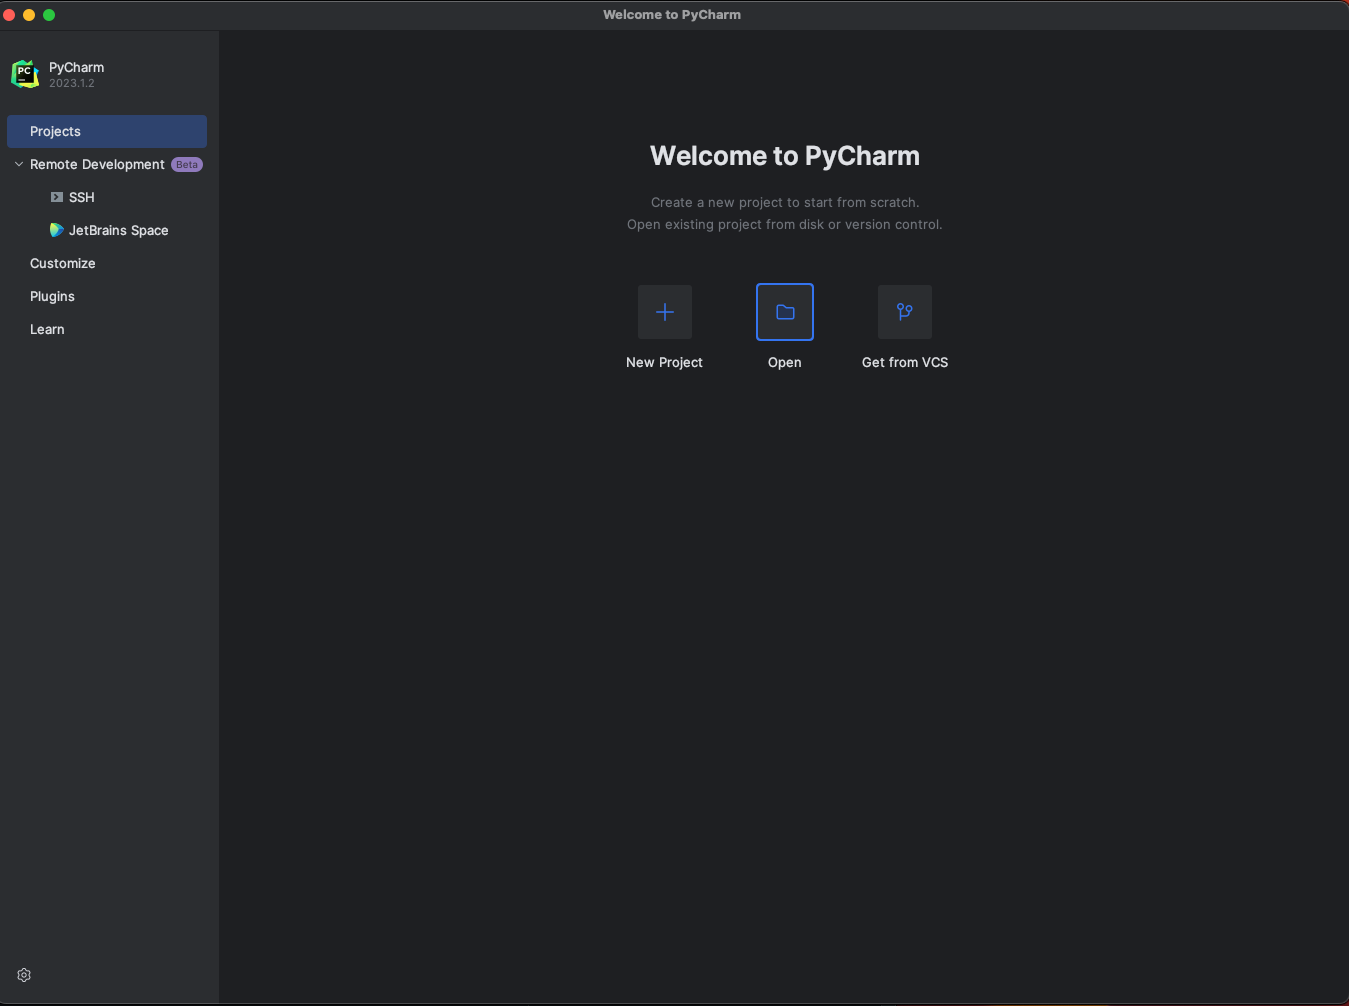 Welcome to PyCharm
PC
PyCharm
2023.1.2
Projects
Remote Development Beta
SSH
JetBrains Space
Customize
Plugins
Learn
Welcome to PyCharm
Create a new project to start from scratch.
Open existing project from disk or version control.
New Project
Open
Get from VCS